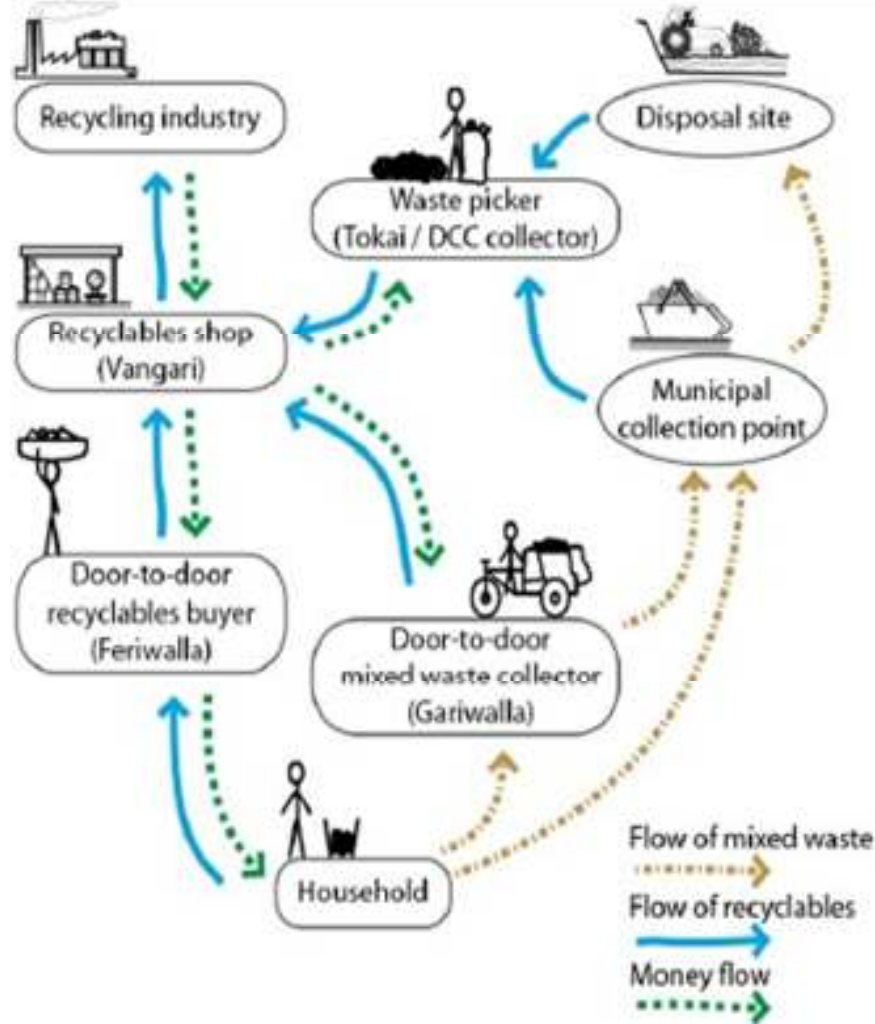 Recycling industry
Disposal site
Waste picker
(Tokai / DCC collector)
Recyclables shop
(Vangari)
Municipal
collection point
Door-to-door
recyclables buyer
(Feriwalla)
Door-to-door
mixed waste collector
(Gariwalla)
Household
Flow of mixed waste
Flow of recyclables
Money flow